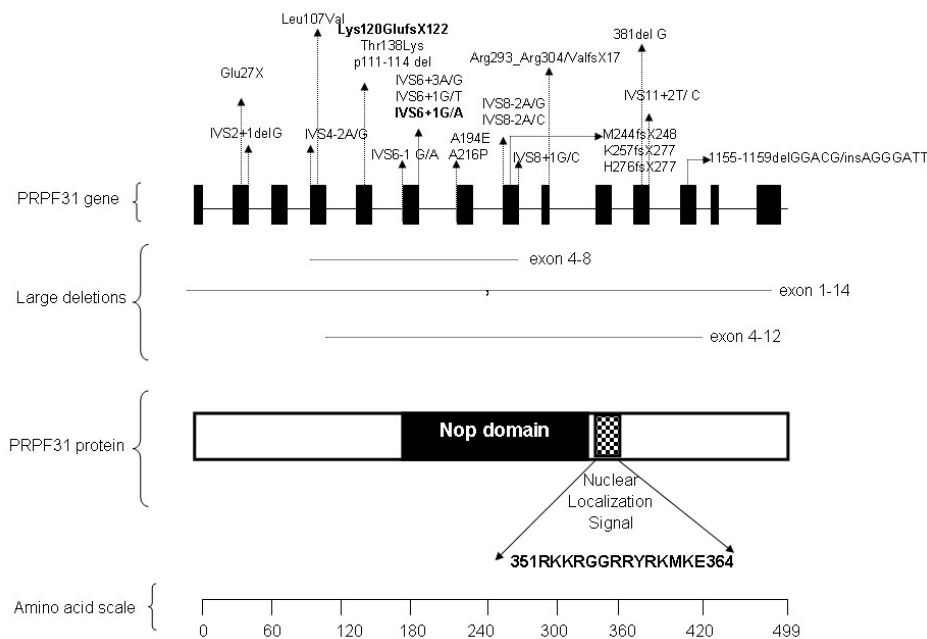 Leu107Val
Lys120GlufsX122
Thr138Lys
p111-114 del
381del G
Glu27X
IVS6+3A/G
IVS6+1G/T
IVS6+1G/A
Arg293_Arg304/ValfsX17
IVS8-2A/G
IVS8-2A/C
IVS11+2T/ C
IVS2+1delG
IVS4-2A/G
IVS6-1 G/A
A194E
A216P
IVS8+1G/C
M244fsX248
K257fsX277
H276fsX277
1155-1159delGGACG/insAGGGATT
PRPF31 gene
exon 4-8
Large deletions
exon 1-14
exon 4-12
PRPF31 protein
Nop domain
Nuclear
Localization
Signal
351RKKRGGRRYRKMKE364
Amino acid scale
0 60 120 180 240 300 360 420 499